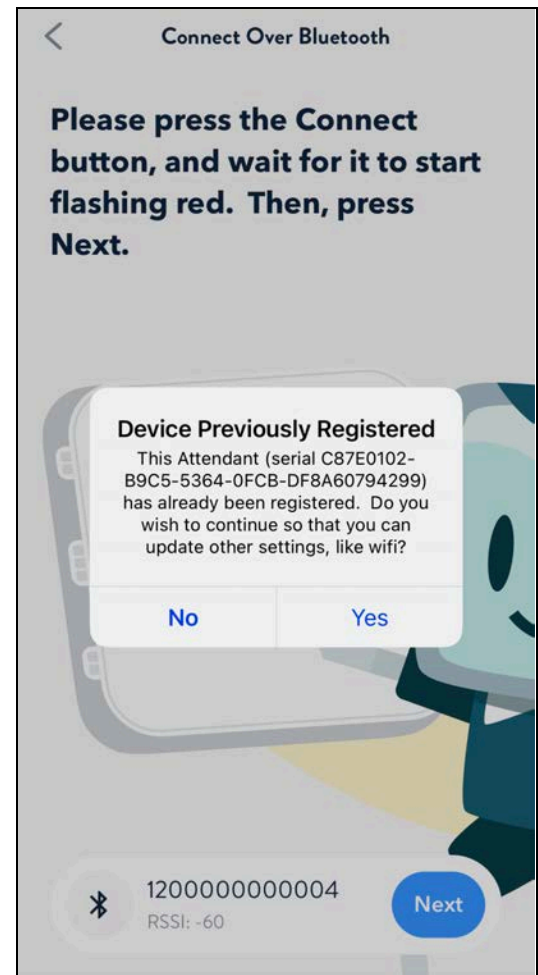 Connect Over Bluetooth
Please press the Connect
button, and wait for it to start
flashing red.  Then, press
Next.
Device Previously Registered
This Attendant (serial C87E0102-
B9C5-5364-0FCB-DF8A60794299)
has already been registered.  Do you
wish to continue so that you can
update other settings, like wifi?
No
Yes
1200000000004
RSSI: -60
Next